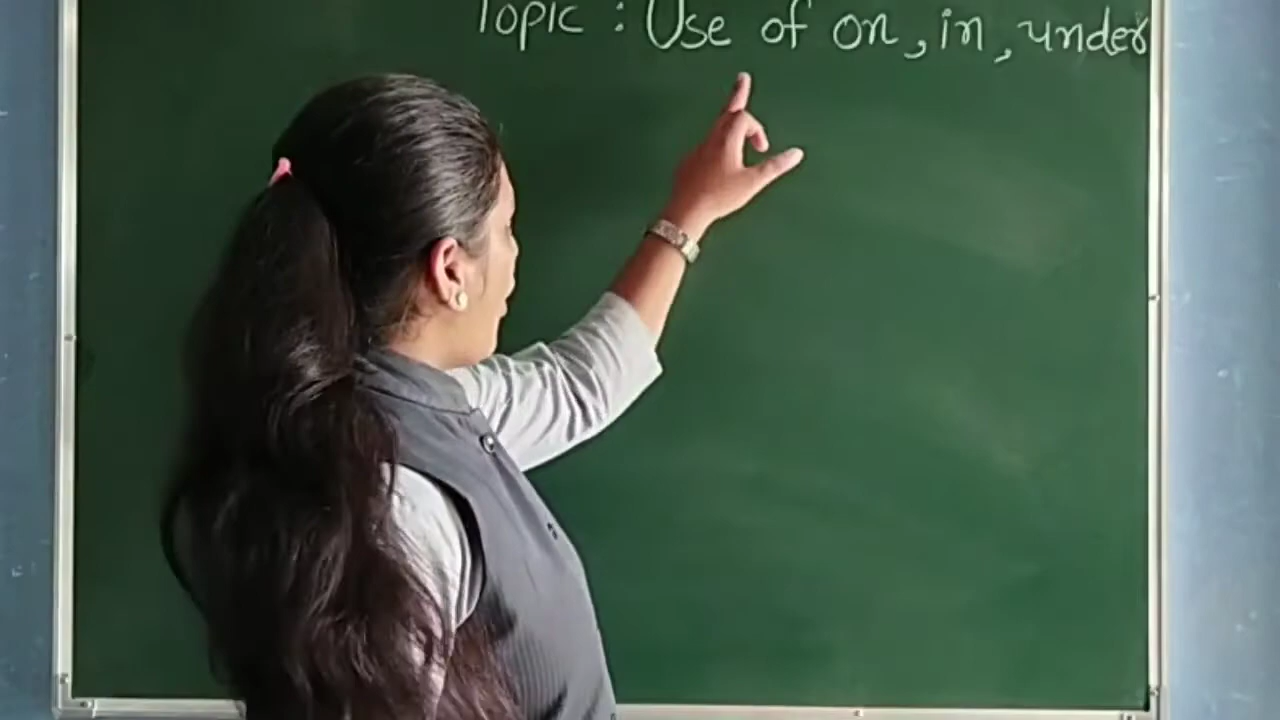 Topic : Use of on, in, under